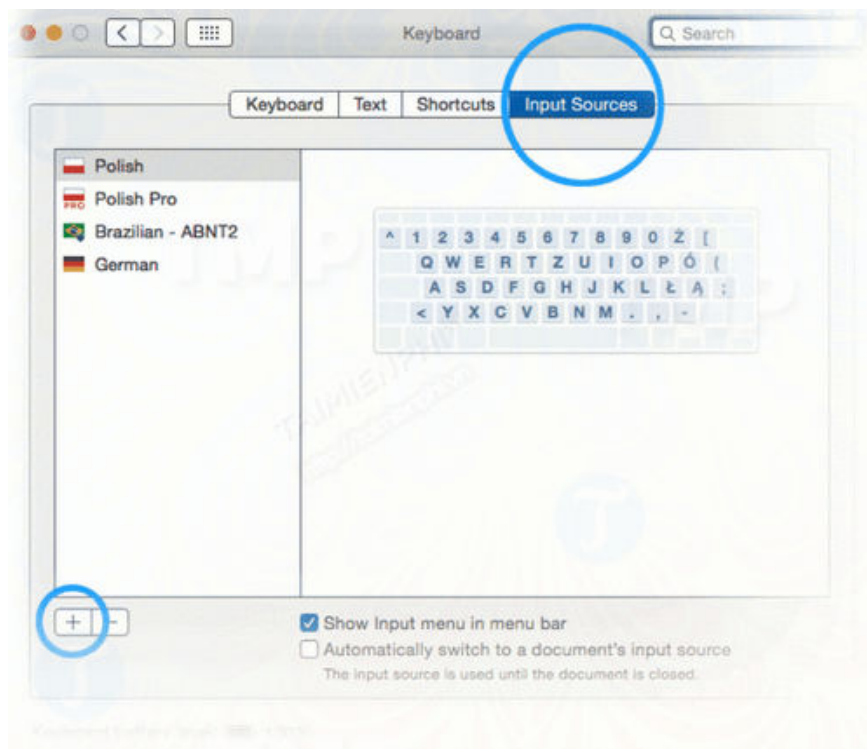 Keyboard
Search
Keyboard Text Shortcuts Input Sources
Polish
PRO Polish Pro
Brazilian - ABNT2
German
^ 1 2 3 4 5 6 7 8 9 0 Ż [
Q W E R T Z U I O P Ó (
A S D F G H J K L Ł Ą ;
< Y X C V B N M . , -
TAIMIENPHI
+ -
Show Input menu in menu bar
Automatically switch to a document's input source
The input source is used until the document is closed.